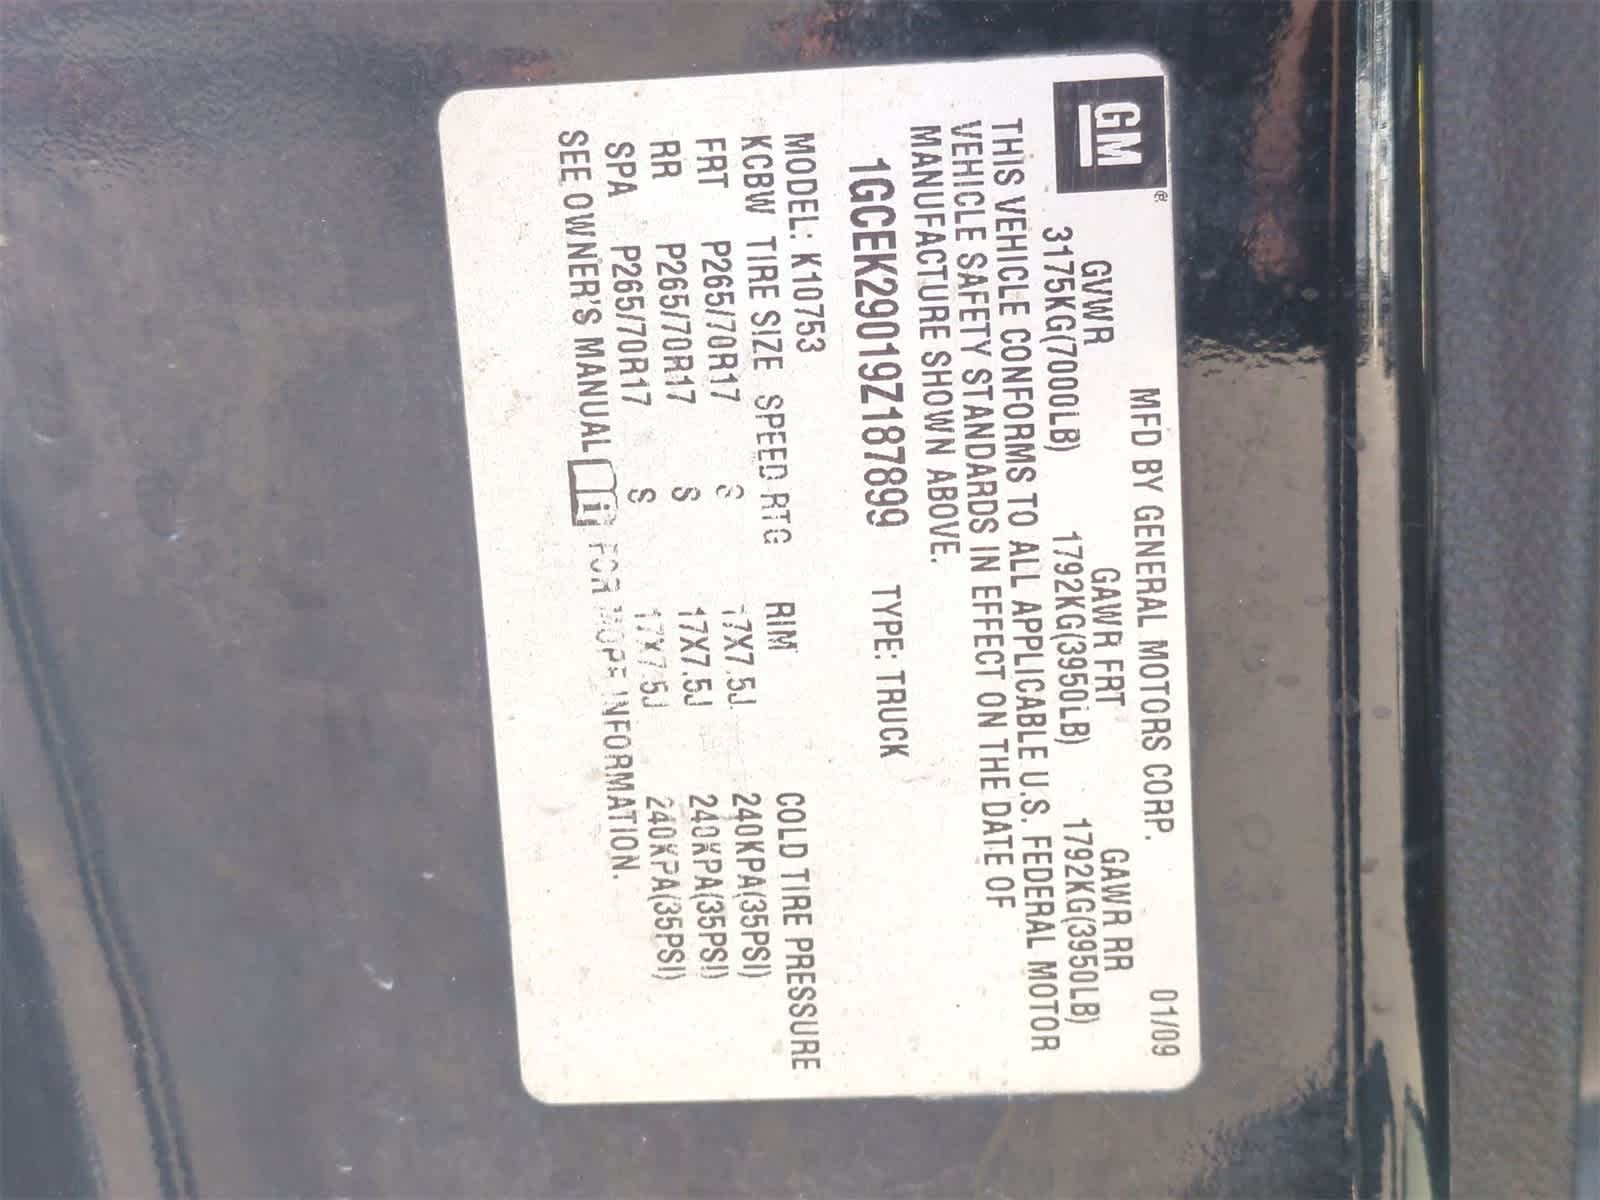 GM®
MFD BY GENERAL MOTORS CORP. 01/09
GVWR GAWR FRT GAWR RR
3175KG(7000LB) 1792KG(3950LB) 1792KG(3950LB)
THIS VEHICLE CONFORMS TO ALL APPLICABLE U.S. FEDERAL MOTOR
VEHICLE SAFETY STANDARDS IN EFFECT ON THE DATE OF
MANUFACTURE SHOWN ABOVE.
1GCEK29019Z187899 TYPE: TRUCK
MODEL: K10753
KCBW TIRE SIZE SPEED RTG RIM COLD TIRE PRESSURE
FRT P265/70R17 S 17X7.5J 240KPA(35PSI)
RR P265/70R17 S 17X7.5J 240KPA(35PSI)
SPA P265/70R17 S 17X7.5J 240KPA(35PSI)
SEE OWNER'S MANUAL i FOR MORE INFORMATION.